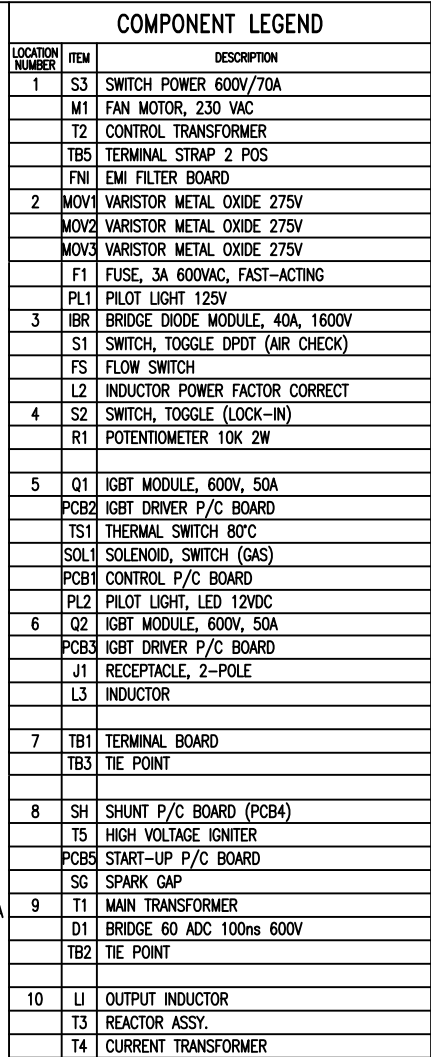 COMPONENT LEGEND
LOCATION NUMBER ITEM DESCRIPTION
1 S3 SWITCH POWER 600V/70A
M1 FAN MOTOR, 230 VAC
T2 CONTROL TRANSFORMER
TB5 TERMINAL STRAP 2 POS
FNI EMI FILTER BOARD
2 MOV1 VARISTOR METAL OXIDE 275V
MOV2 VARISTOR METAL OXIDE 275V
MOV3 VARISTOR METAL OXIDE 275V
F1 FUSE, 3A 600VAC, FAST-ACTING
PL1 PILOT LIGHT 125V
3 IBR BRIDGE DIODE MODULE, 40A, 1600V
S1 SWITCH, TOGGLE DPDT (AIR CHECK)
FS FLOW SWITCH
L2 INDUCTOR POWER FACTOR CORRECT
4 S2 SWITCH, TOGGLE (LOCK-IN)
R1 POTENTIOMETER 10K 2W
5 Q1 IGBT MODULE, 600V, 50A
PCB2 IGBT DRIVER P/C BOARD
TS1 THERMAL SWITCH 80°C
SOL1 SOLENOID, SWITCH (GAS)
PCB1 CONTROL P/C BOARD
PL2 PILOT LIGHT, LED 12VDC
6 Q2 IGBT MODULE, 600V, 50A
PCB3 IGBT DRIVER P/C BOARD
J1 RECEPTACLE, 2-POLE
L3 INDUCTOR
7 TB1 TERMINAL BOARD
TB3 TIE POINT
8 SH SHUNT P/C BOARD (PCB4)
T5 HIGH VOLTAGE IGNITER
PCB5 START-UP P/C BOARD
SG SPARK GAP
9 T1 MAIN TRANSFORMER
D1 BRIDGE 60 ADC 100ns 600V
TB2 TIE POINT
10 LI OUTPUT INDUCTOR
T3 REACTOR ASSY.
T4 CURRENT TRANSFORMER